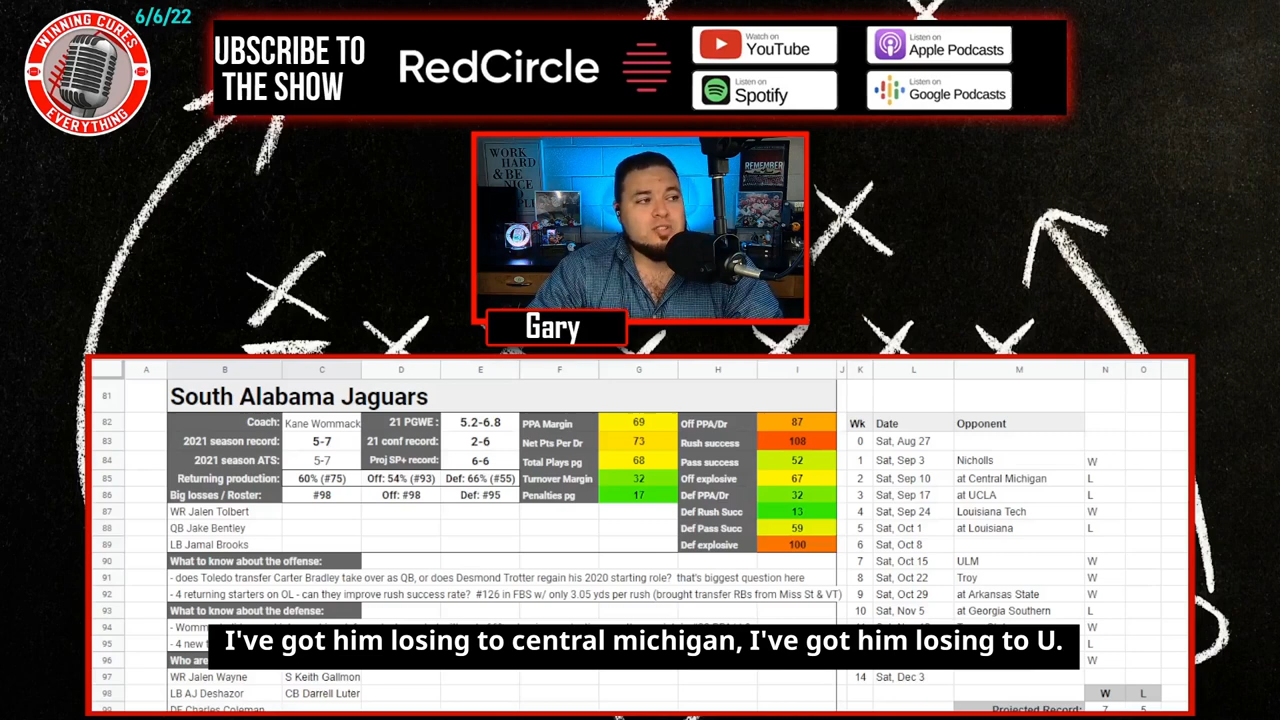 6/6/22
WINNING CURES
EVERYTHING
UBSCRIBE TO
THE SHOW
RedCircle
Watch on
YouTube
Listen on
Apple Podcasts
Listen on
Spotify
Listen on
Google Podcasts
WORK
HARD
& BE
NICE
REMEMBER
Gary
A B C D E F G H I J K L M N O
81 South Alabama Jaguars
82 Coach: Kane Wommack 21 PGWE : 5.2-6.8 PPA Margin 69 Off PPA/Dr 87 Wk Date Opponent
83 2021 season record: 5-7 21 conf record: 2-6 Net Pts Per Dr 73 Rush success 108 0 Sat, Aug 27
84 2021 season ATS: 5-7 Proj SP+ record: 6-6 Total Plays pg 68 Pass success 52 1 Sat, Sep 3 Nicholls W
85 Returning production: 60% (#75) Off: 54% (#93) Def: 66% (#55) Turnover Margin 32 Off explosive 67 2 Sat, Sep 10 at Central Michigan L
86 Big losses / Roster: #98 Off: #98 Def: #95 Penalties pg 17 Def PPA/Dr 32 3 Sat, Sep 17 at UCLA L
87 WR Jalen Tolbert Def Rush Succ 13 4 Sat, Sep 24 Louisiana Tech W
88 QB Jake Bentley Def Pass Succ 59 5 Sat, Oct 1 at Louisiana L
89 LB Jamal Brooks Def explosive 100 6 Sat, Oct 8
90 What to know about the offense: 7 Sat, Oct 15 ULM W
91 - does Toledo transfer Carter Bradley take over as QB, or does Desmond Trotter regain his 2020 starting role? that's biggest question here 8 Sat, Oct 22 Troy W
92 - 4 returning starters on OL - can they improve rush success rate? #126 in FBS w/ only 3.05 yds per rush (brought transfer RBs from Miss St & VT) 9 Sat, Oct 29 at Arkansas State W
93 What to know about the defense: 10 Sat, Nov 5 at Georgia Southern L
94 - Womm W
95 - 4 new L
96 Who are W
I've got him losing to central michigan, I've got him losing to U.
97 WR Jalen Wayne S Keith Gallmon 14 Sat, Dec 3
98 LB AJ Deshazor CB Darrell Luter W L
99 DE Charles Coleman Projected Record: 7 5